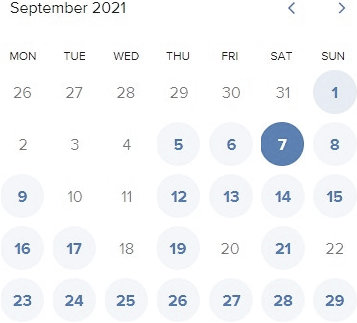 September 2021
MON TUE WED THU FRI SAT SUN
26 27 28 29 30 31 1
2 3 4 5 6 7 8
9 10 11 12 13 14 15
16 17 18 19 20 21 22
23 24 25 26 27 28 29